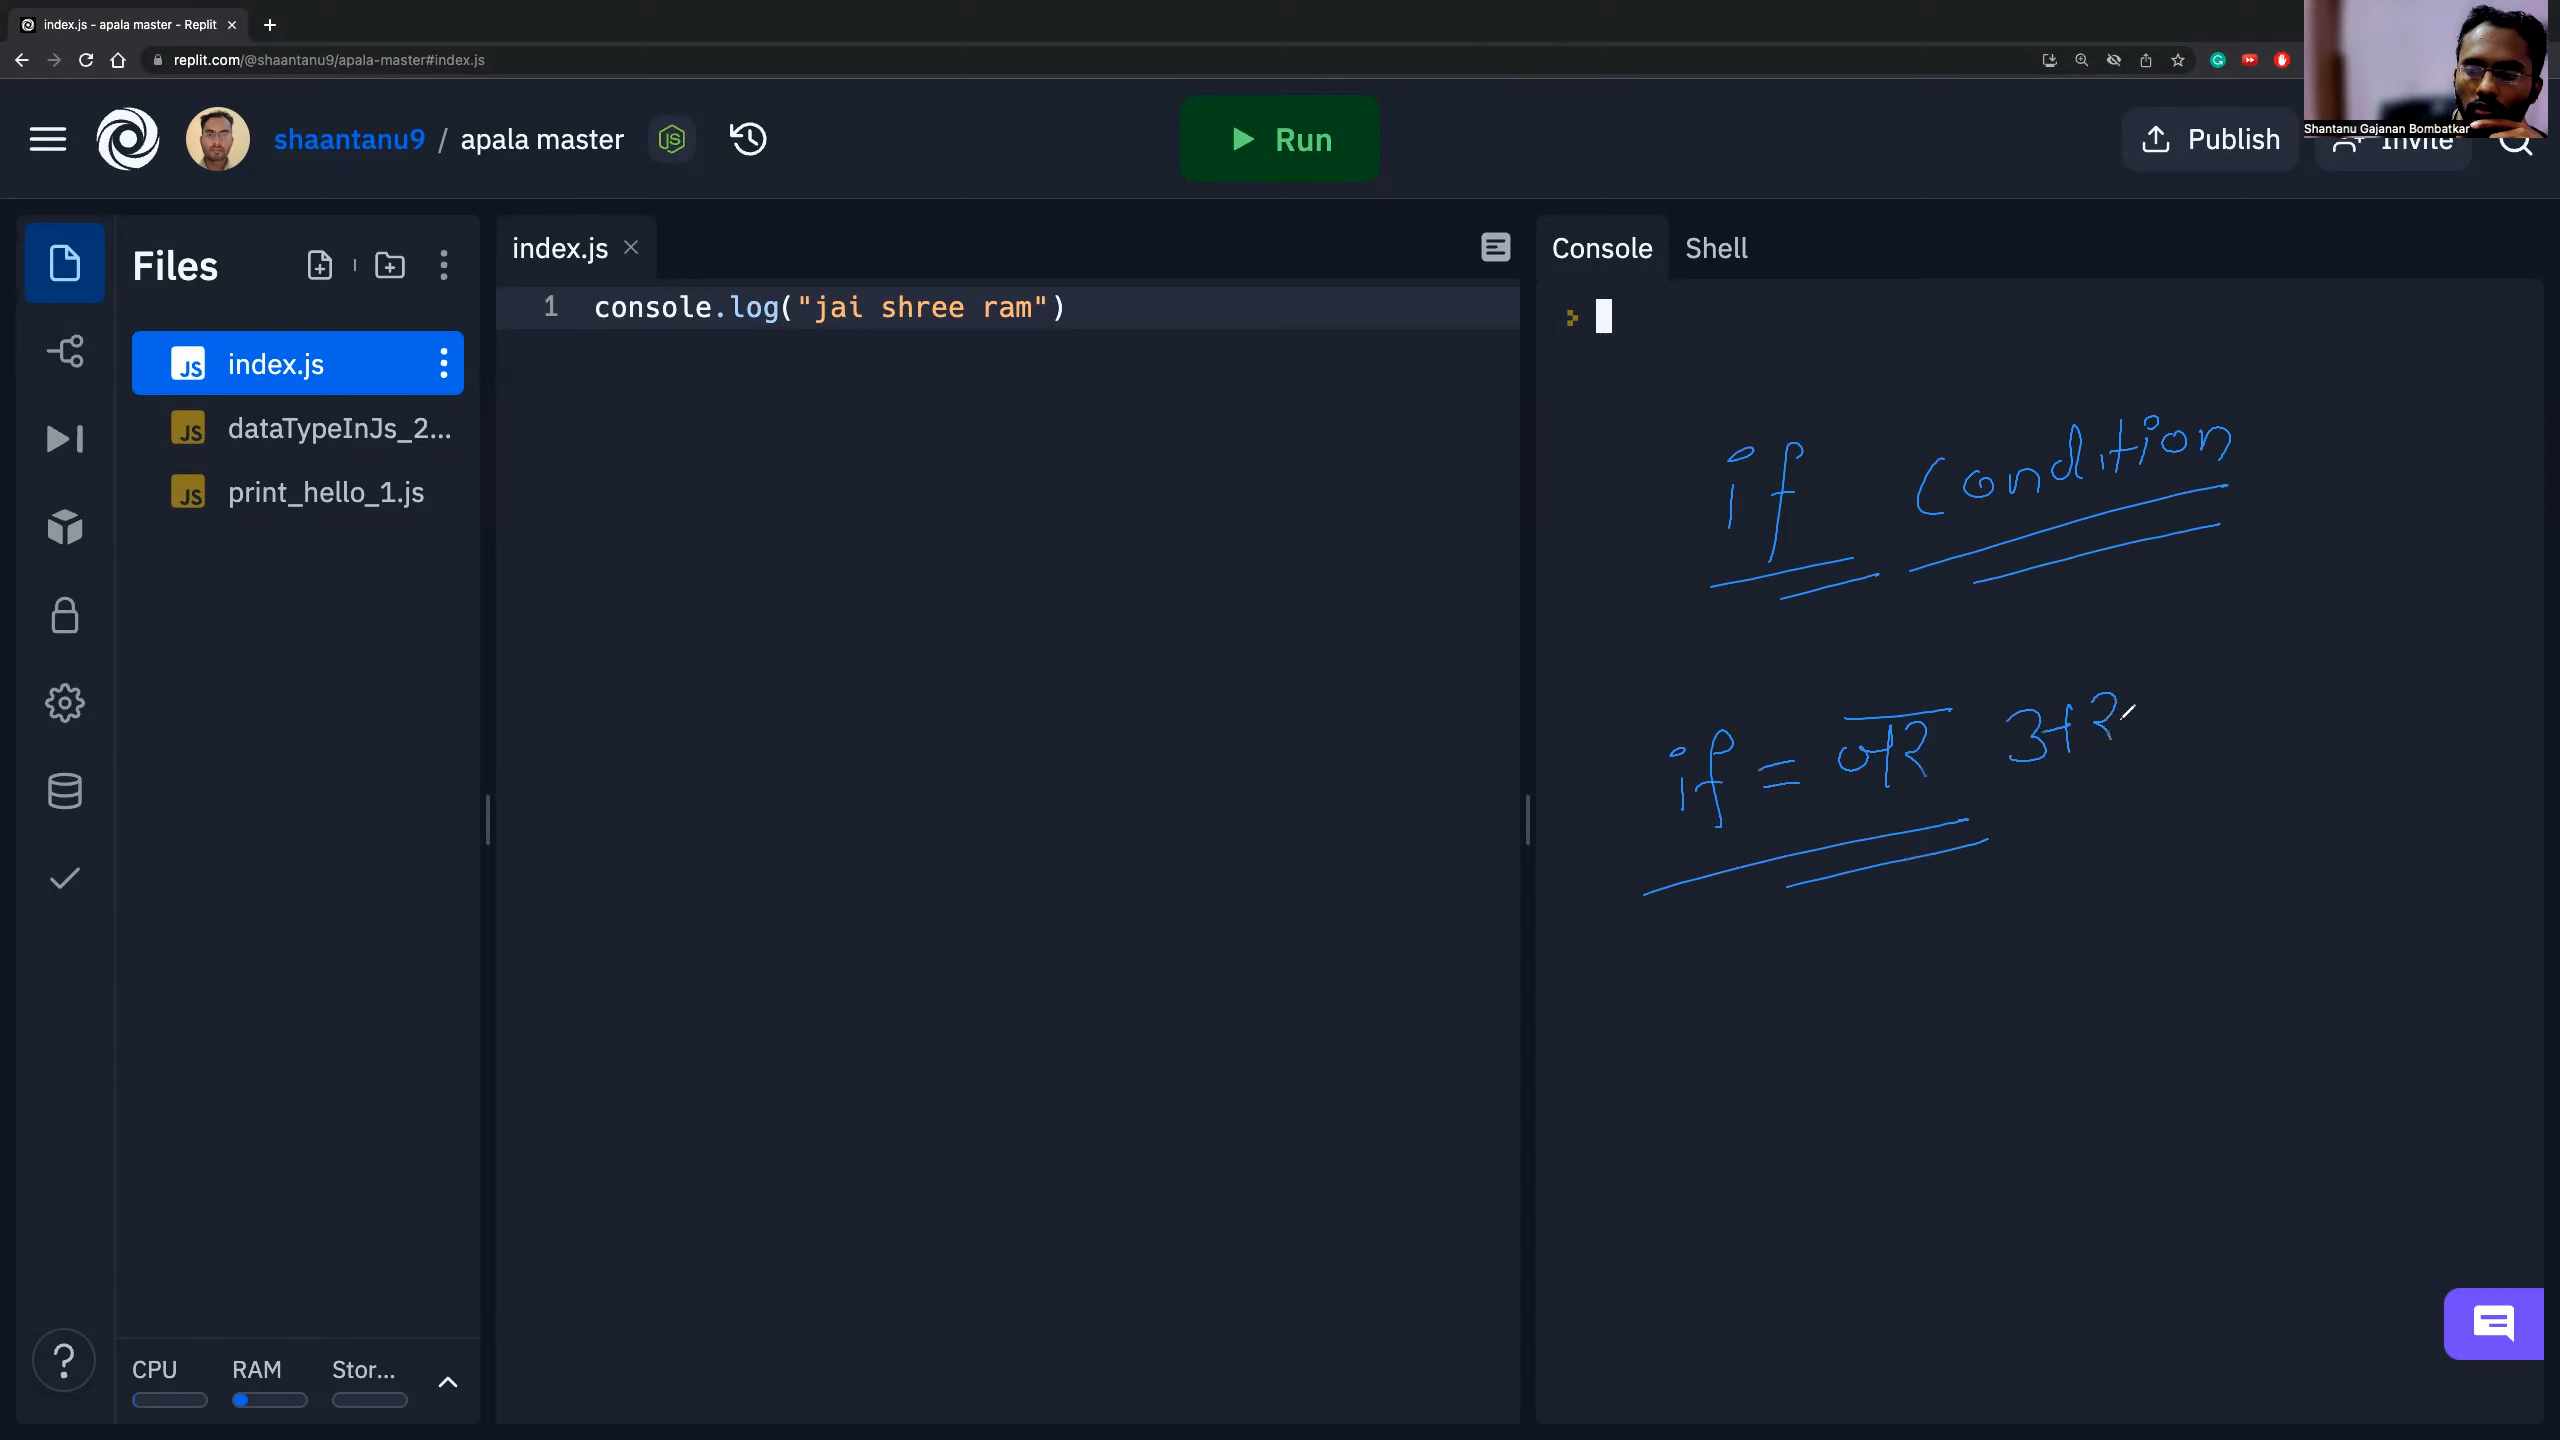 index.js - apala master - Replit
replit.com/@shaantanu9/apala-master#index.js
Shantanu Gajanan Bombatkar
shaantanu9 / apala master
Run
Publish
Invite
Files
index.js
dataTypeInJs_2...
print_hello_1.js
CPU
RAM
Stor...
index.js
1 console.log("jai shree ram")
Console
Shell
if Condition
if = जर